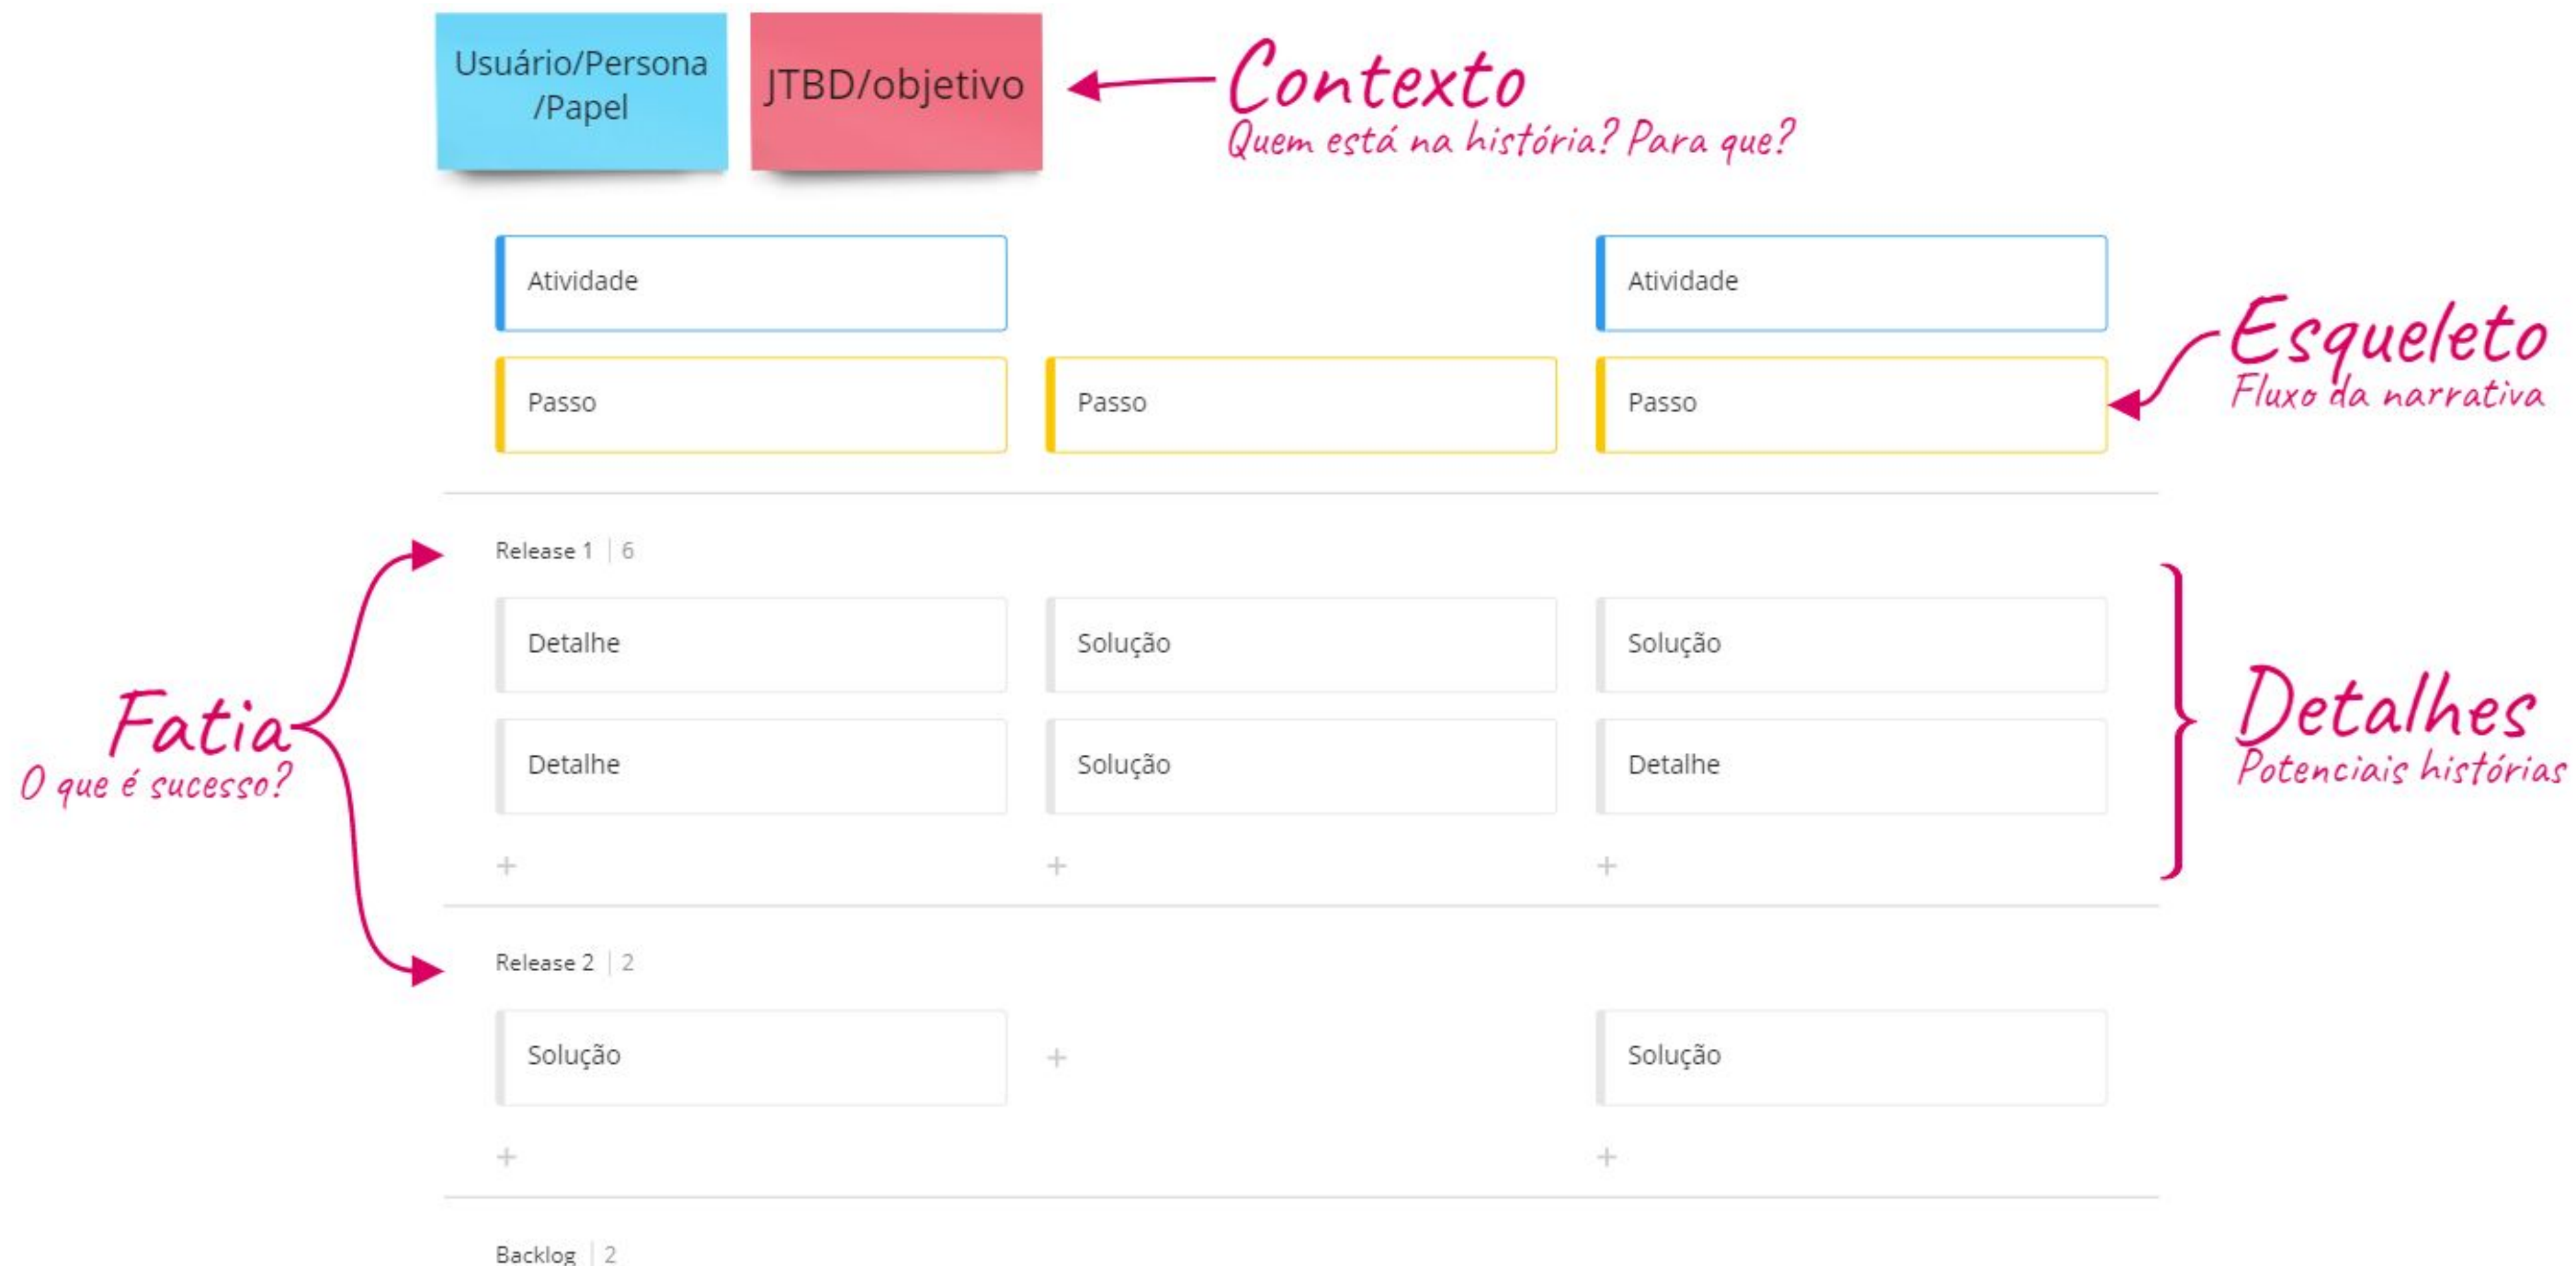 Usuário/Persona
/Papel
JTBD/objetivo
Contexto
Quem está na história? Para que?
Atividade
Atividade
Esqueleto
Fluxo da narrativa
Passo
Passo
Passo
Release 1 | 6
Detalhe
Solução
Solução
Fatia
O que é sucesso?
Detalhes
Potenciais histórias
Detalhe
Solução
Detalhe
+
+
+
Release 2 | 2
Solução
+
Solução
+
+
Backlog | 2